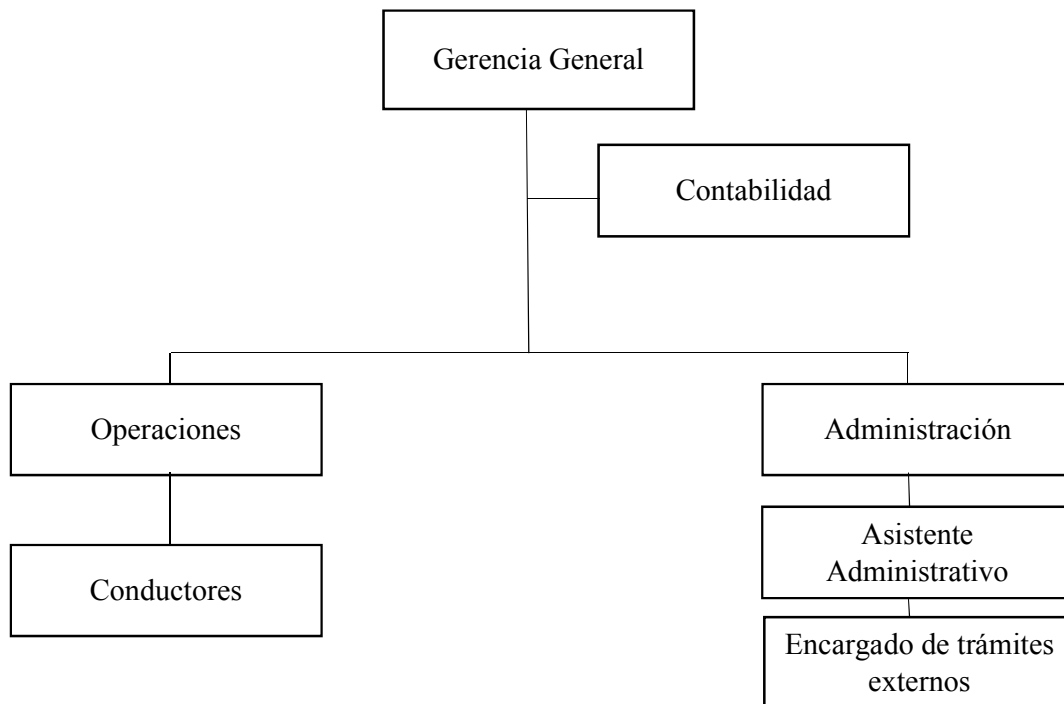 Gerencia General
Contabilidad
Operaciones
Administración
Conductores
Asistente
Administrativo
Encargado de trámites
externos